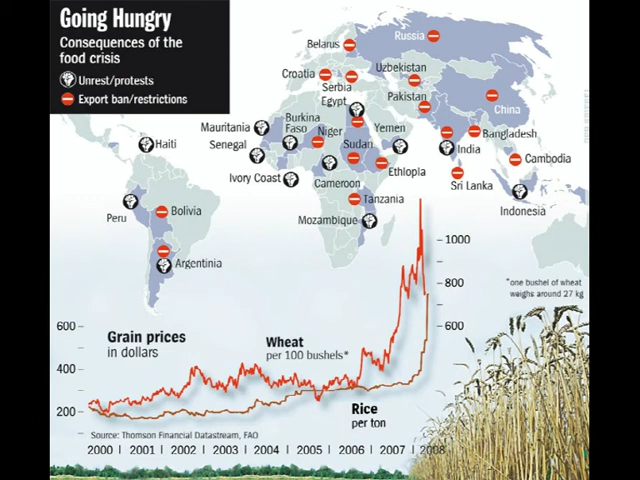 Going Hungry
Consequences of the
food crisis
Unrest/protests
Export ban/restrictions
Belarus
Russia
Croatia
Serbia
Uzbekistan
Egypt
Pakistan
China
Mauritania
Burkina
Faso
Niger
Yemen
Bangladesh
Haiti
Senegal
Sudan
India
Cambodia
Ivory Coast
Cameroon
Ethiopia
Sri Lanka
Peru
Bolivia
Tanzania
Indonesia
Mozambique
Argentinia
1000
800
600
*one bushel of wheat
weighs around 27 kg
600
400
200
Grain prices
in dollars
Wheat
per 100 bushels*
Rice
per ton
Source: Thomson Financial Datastream, FAO
2000 2001 2002 2003 2004 2005 2006 2007 2008